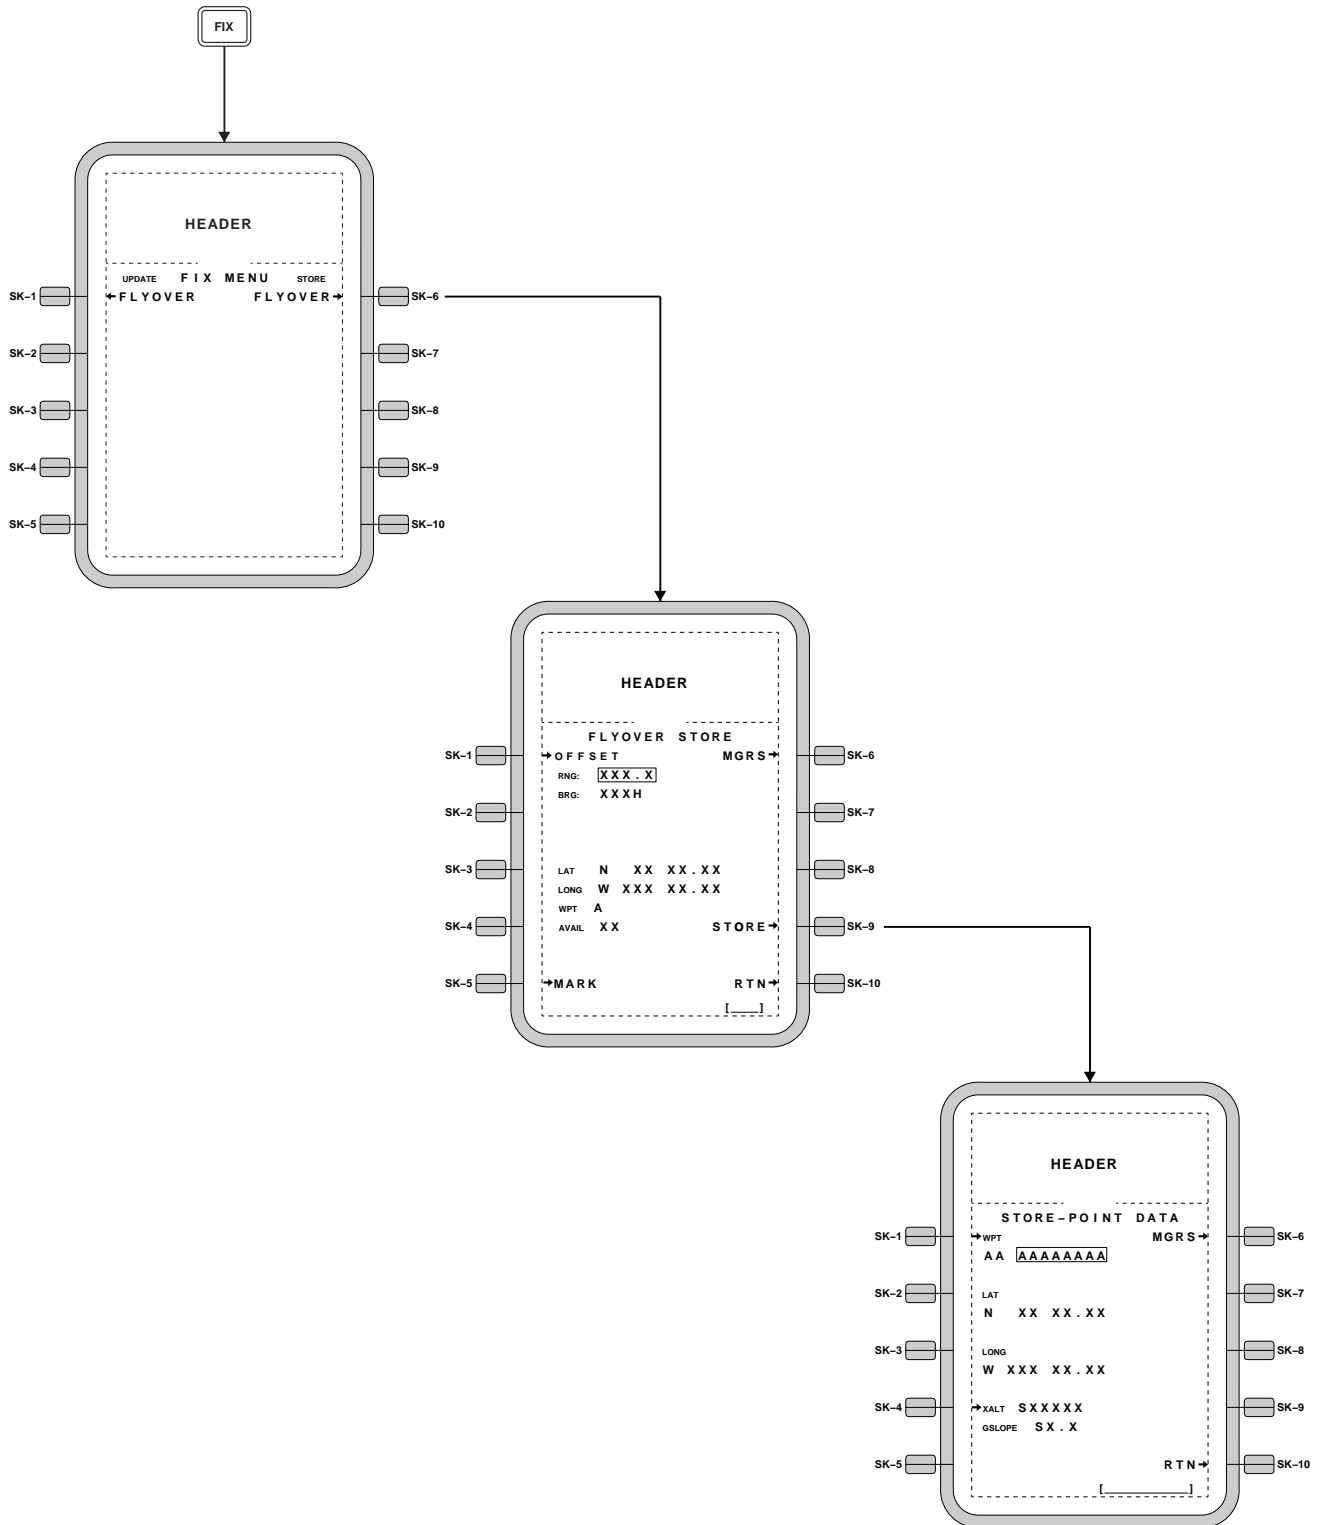 FIX
HEADER
UPDATE FIX MENU STORE
SK–1 ←FLYOVER FLYOVER→ SK–6
SK–2 SK–7
SK–3 SK–8
SK–4 SK–9
SK–5 SK–10
HEADER
FLYOVER STORE
SK–1 →OFFSET MGRS→ SK–6
RNG: XXX.X
BRG: XXXH
SK–2 SK–7
SK–3 LAT N XX XX.XX SK–8
LONG W XXX XX.XX
WPT A
SK–4 AVAIL XX STORE→ SK–9
SK–5 →MARK RTN→ SK–10
[____]
HEADER
STORE–POINT DATA
SK–1 →WPT MGRS→ SK–6
AA AAAAAAAA
SK–2 LAT SK–7
N XX XX.XX
SK–3 LONG SK–8
W XXX XX.XX
SK–4 →XALT SXXXXX SK–9
GSLOPE SX.X
SK–5 RTN→ SK–10
[____________]